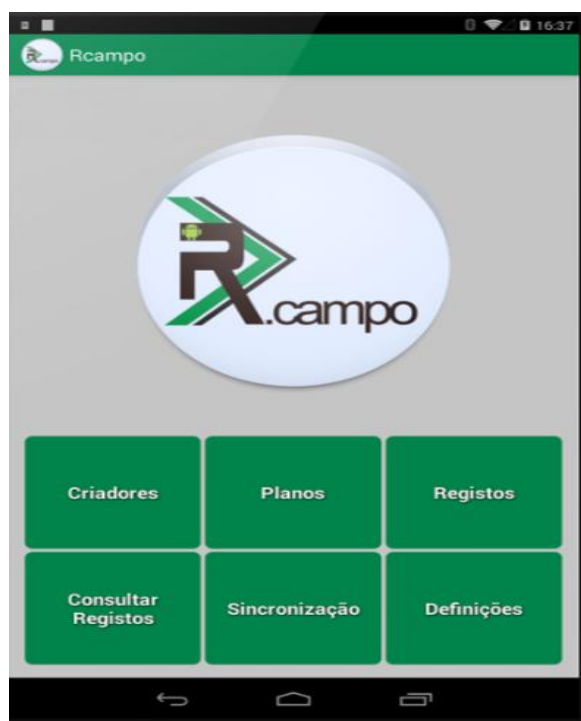 16:37
Rcampo
R.campo
Criadores
Planos
Registos
Consultar
Registos
Sincronização
Definições